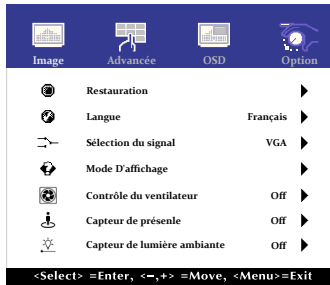 Image Advancée OSD Option
Restauration
Langue Français
Sélection du signal VGA
Mode D'affichage
Contrôle du ventilateur Off
Capteur de présenle Off
Capteur de lumière ambiante Off
<Select> =Enter, <–,+> =Move, <Menu>=Exit